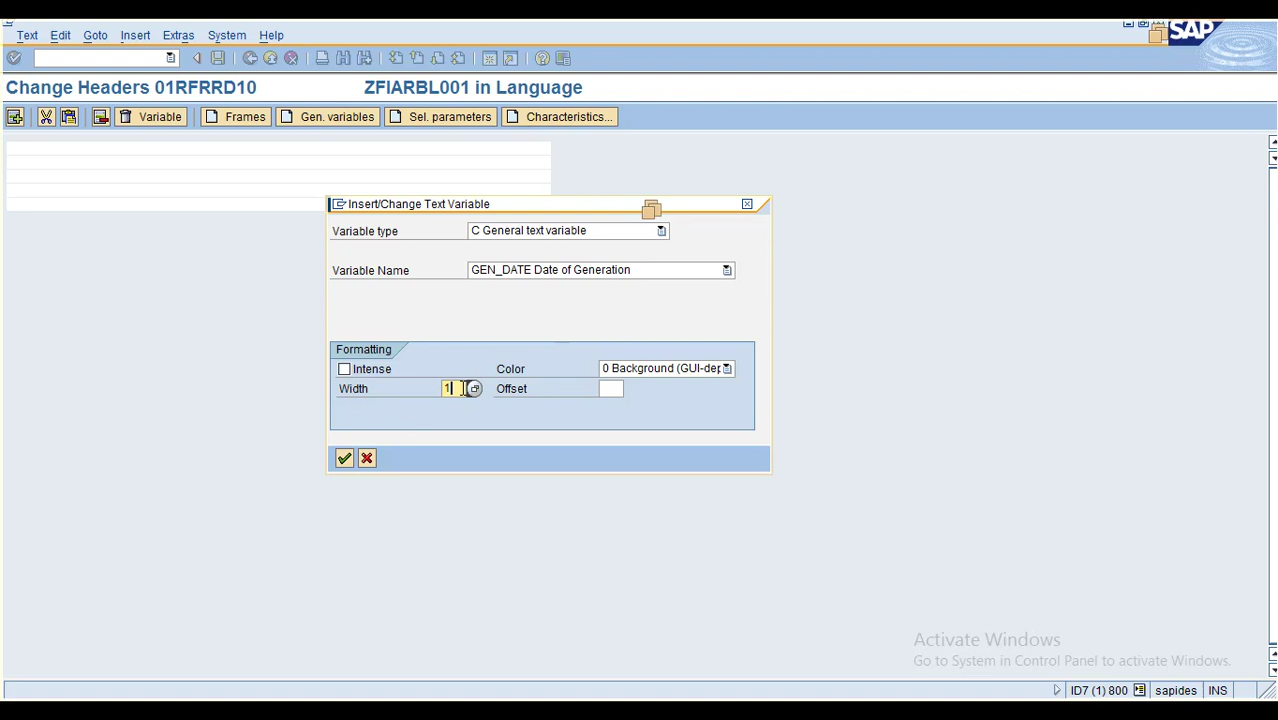 Text Edit Goto Insert Extras System Help
SAP
Change Headers 01RFRRD10 ZFIARBL001 in Language
Variable Frames Gen. variables Sel. parameters Characteristics...
Insert/Change Text Variable
Variable type C General text variable
Variable Name GEN_DATE Date of Generation
Formatting
Intense Color 0 Background (GUI-dep
Width 1 Offset
Activate Windows
Go to System in Control Panel to activate Windows.
ID7 (1) 800 sapides INS